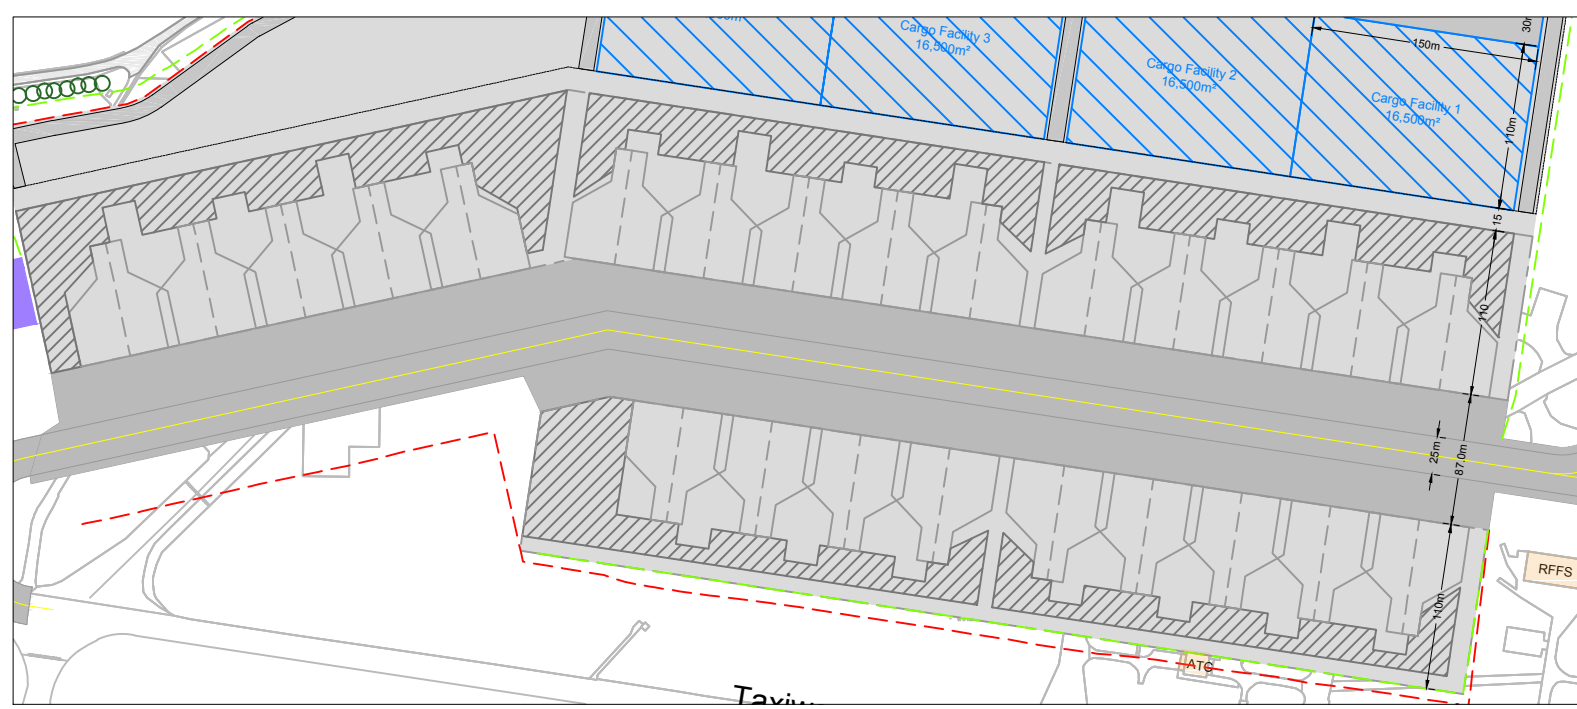 Cargo Facility 3
16,500m²
Cargo Facility 2
16,500m²
150m
Cargo Facility 1
16,500m²
110m
15
110
25m
87.0m
110m
RFFS
ATC